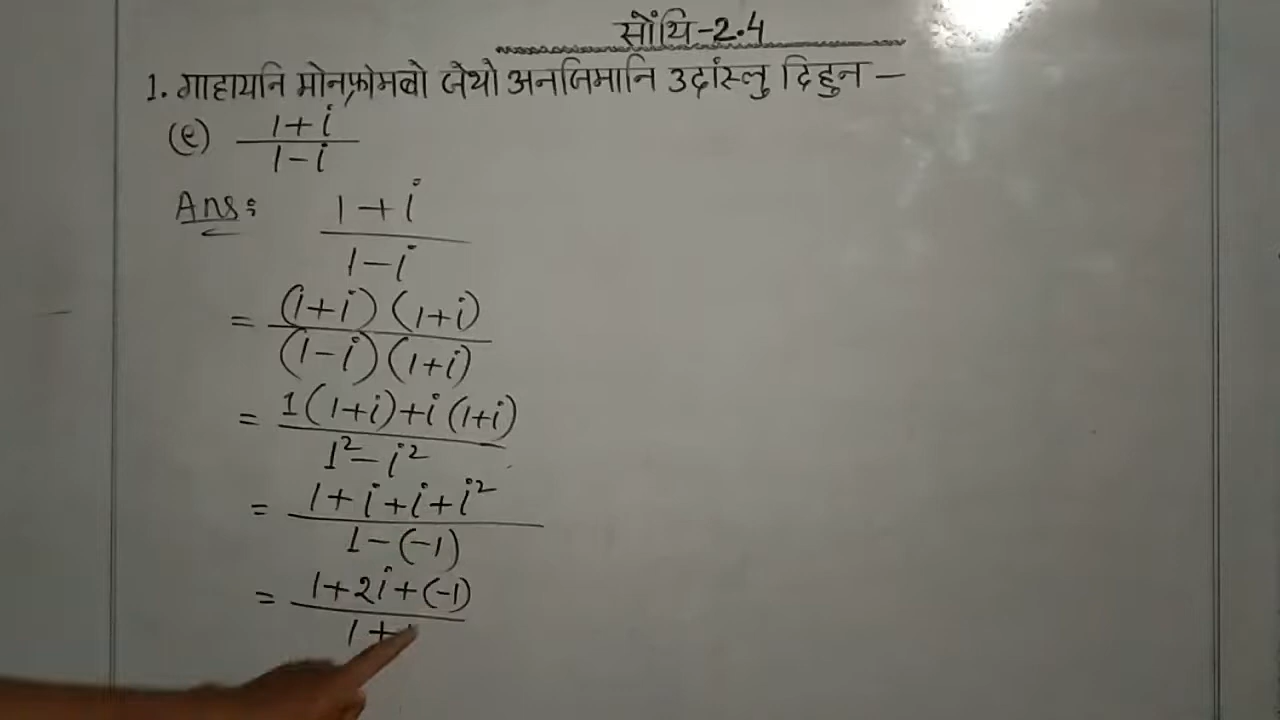 सोंथि-2.4
1. गाहायनि मोनफ्रोमबो जेथो अनजिमानि उदांस्लु दिहुन —
(e) 1+i / 1-i
Ans: 1+i / 1-i
= (1+i) (1+i) / (1-i) (1+i)
= 1(1+i)+i(1+i) / 1²-i²
= 1+i+i+i² / 1-(-1)
= 1+2i+(-1) / 1+